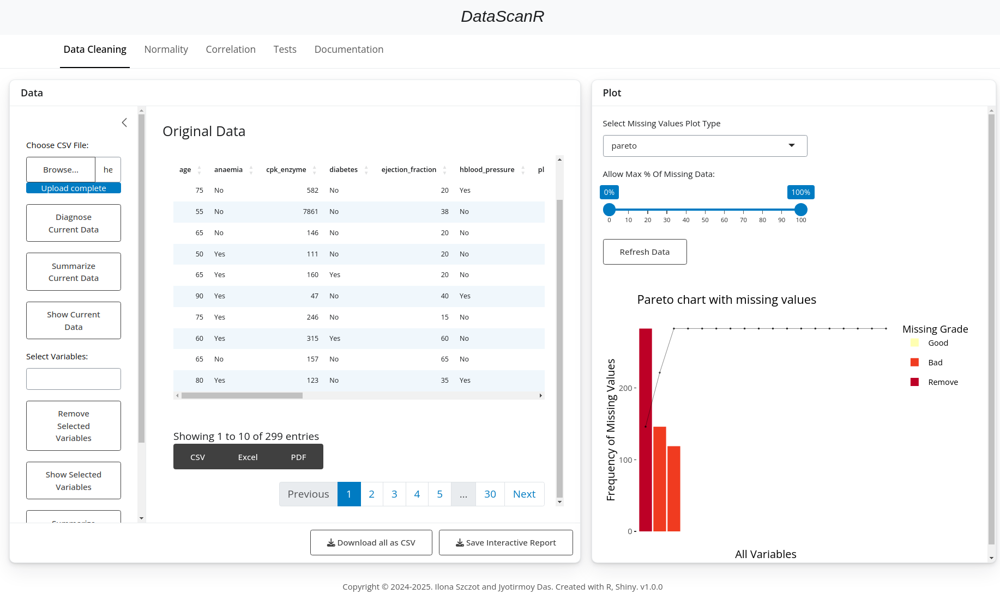 DataScanR
Data Cleaning Normality Correlation Tests Documentation
Data
Choose CSV File:
Browse... he
Upload complete
Diagnose
Current Data
Summarize
Current Data
Show Current
Data
Select Variables:
Remove
Selected
Variables
Show Selected
Variables
Summarize
Original Data
age anaemia cpk_enzyme diabetes ejection_fraction hblood_pressure pl
75 No 582 No 20 Yes
55 No 7861 No 38 No
65 No 146 No 20 No
50 Yes 111 No 20 No
65 Yes 160 Yes 20 No
90 Yes 47 No 40 Yes
75 Yes 246 No 15 No
60 Yes 315 Yes 60 No
65 No 157 No 65 No
80 Yes 123 No 35 Yes
Showing 1 to 10 of 299 entries
CSV Excel PDF
Previous 1 2 3 4 5 ... 30 Next
Download all as CSV Save Interactive Report
Plot
Select Missing Values Plot Type
pareto
Allow Max % Of Missing Data:
0% 100%
0 10 20 30 40 50 60 70 80 90 100
Refresh Data
Pareto chart with missing values
Missing Grade
Good
Bad
Remove
Frequency of Missing Values
200
100
0
All Variables
Copyright © 2024-2025. Ilona Szczot and Jyotirmoy Das. Created with R, Shiny. v1.0.0